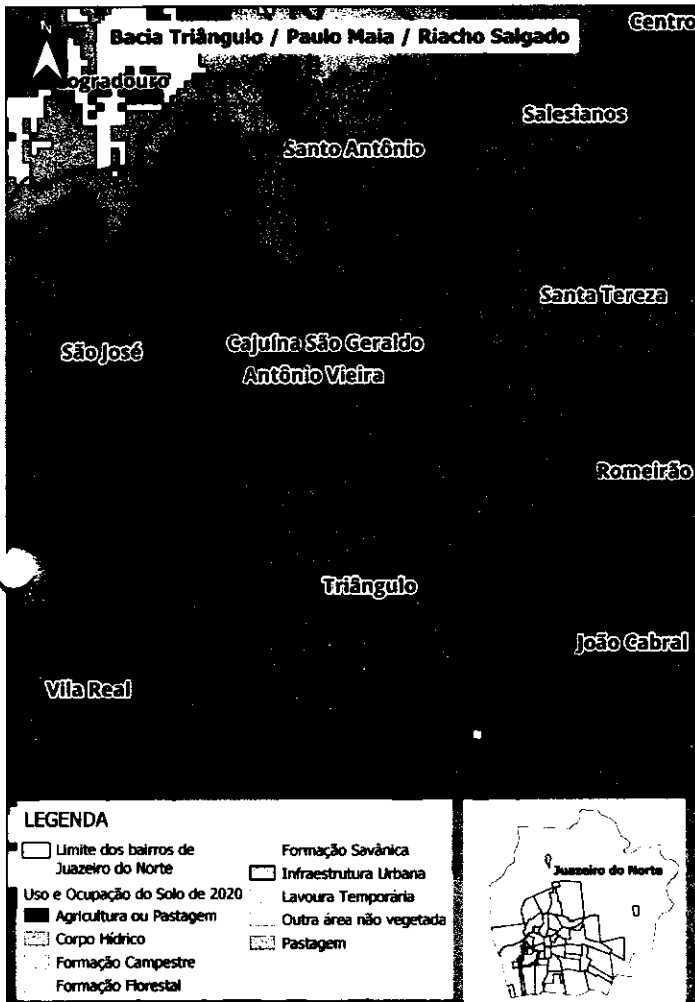 Bacia Triângulo / Paulo Maia / Riacho Salgado
Centro
N
Logradouro
Salesianos
Santo Antônio
Santa Tereza
São José
Cajuína São Geraldo
Antônio Vieira
Romeirão
Triângulo
João Cabral
Vila Real
LEGENDA
Limite dos bairros de
Juazeiro do Norte
Uso e Ocupação do Solo de 2020
Agricultura ou Pastagem
Corpo Hídrico
Formação Campestre
Formação Florestal
Formação Savânica
Infraestrutura Urbana
Lavoura Temporária
Outra área não vegetada
Pastagem
Juazeiro do Norte